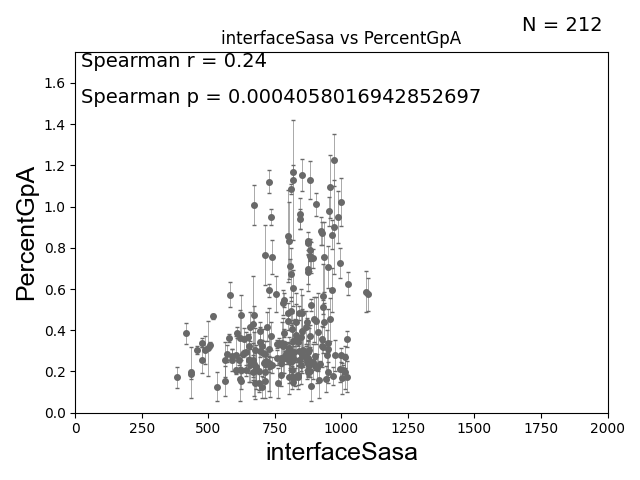 N = 212
interfaceSasa vs PercentGpA
Spearman r = 0.24
Spearman p = 0.0004058016942852697
PercentGpA
1.6
1.4
1.2
1.0
0.8
0.6
0.4
0.2
0.0
0 250 500 750 1000 1250 1500 1750 2000
interfaceSasa